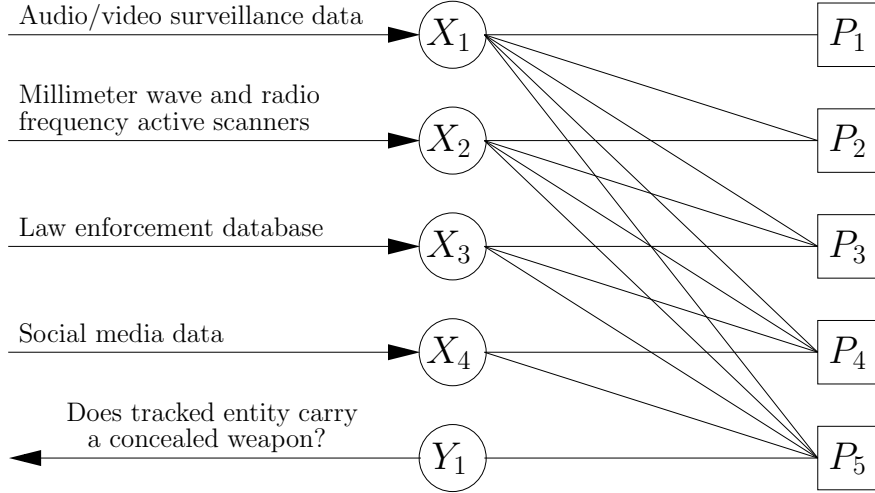 Audio/video surveillance data
X₁
P₁
Millimeter wave and radio
frequency active scanners
X₂
P₂
Law enforcement database
X₃
P₃
Social media data
X₄
P₄
Does tracked entity carry
a concealed weapon?
Y₁
P₅